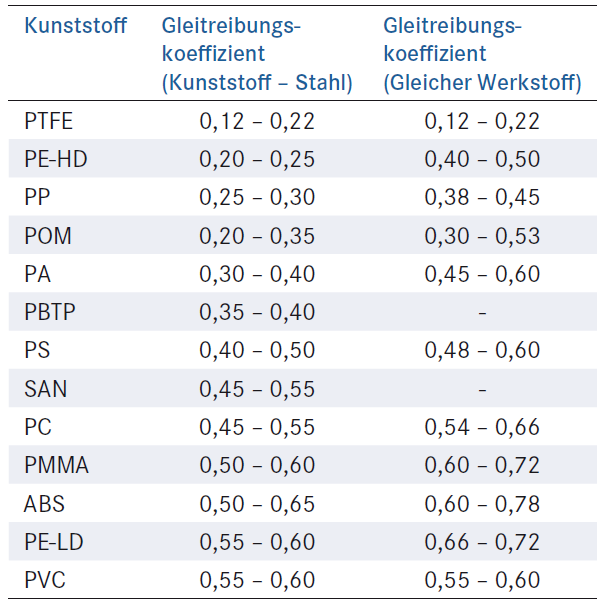 Kunststoff Gleitreibungs- Gleitreibungs-
koeffizient koeffizient
(Kunststoff – Stahl) (Gleicher Werkstoff)
PTFE 0,12 – 0,22 0,12 – 0,22
PE-HD 0,20 – 0,25 0,40 – 0,50
PP 0,25 – 0,30 0,38 – 0,45
POM 0,20 – 0,35 0,30 – 0,53
PA 0,30 – 0,40 0,45 – 0,60
PBTP 0,35 – 0,40 -
PS 0,40 – 0,50 0,48 – 0,60
SAN 0,45 – 0,55 -
PC 0,45 – 0,55 0,54 – 0,66
PMMA 0,50 – 0,60 0,60 – 0,72
ABS 0,50 – 0,65 0,60 – 0,78
PE-LD 0,55 – 0,60 0,66 – 0,72
PVC 0,55 – 0,60 0,55 – 0,60